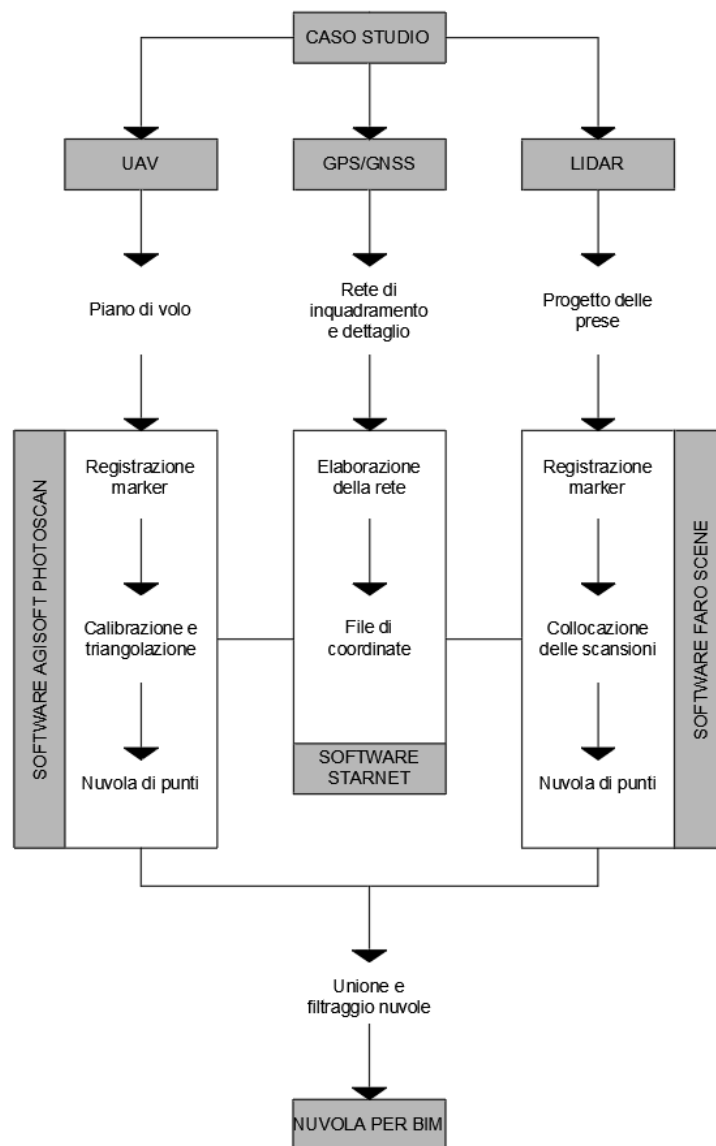 CASO STUDIO
UAV
GPS/GNSS
LIDAR
Piano di volo
Rete di
inquadramento
e dettaglio
Progetto delle
prese
SOFTWARE AGISOFT PHOTOSCAN
Registrazione
marker
Calibrazione e
triangolazione
Nuvola di punti
Elaborazione
della rete
File di
coordinate
SOFTWARE
STARNET
Registrazione
marker
Collocazione
delle scansioni
Nuvola di punti
SOFTWARE FARO SCENE
Unione e
filtraggio nuvole
NUVOLA PER BIM